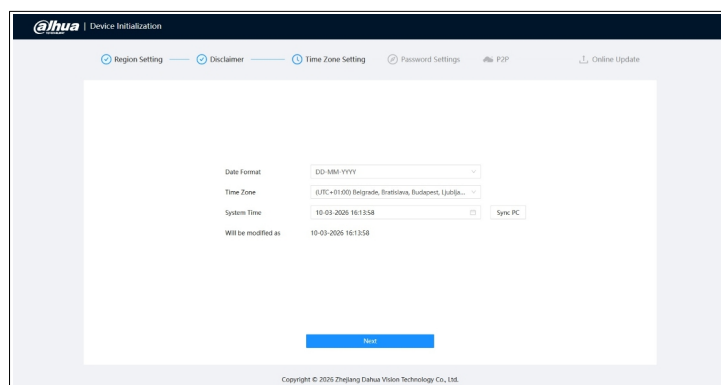 alhua | Device Initialization
TECHNOLOGY
Region Setting Disclaimer Time Zone Setting Password Settings P2P Online Update
Date Format DD-MM-YYYY
Time Zone (UTC+01:00) Belgrade, Bratislava, Budapest, Ljublja...
System Time 10-03-2026 16:13:58 Sync PC
Will be modified as 10-03-2026 16:13:58
Next
Copyright © 2026 Zhejiang Dahua Vision Technology Co., Ltd.